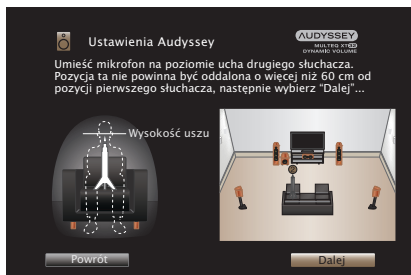 Ustawienia Audyssey
AUDYSSEY
MULTEQ XT32
DYNAMIC VOLUME
Umieść mikrofon na poziomie ucha drugiego słuchacza.
Pozycja ta nie powinna być oddalona o więcej niż 60 cm od
pozycji pierwszego słuchacza, następnie wybierz “Dalej”...
Wysokość uszu
Powrót
Dalej